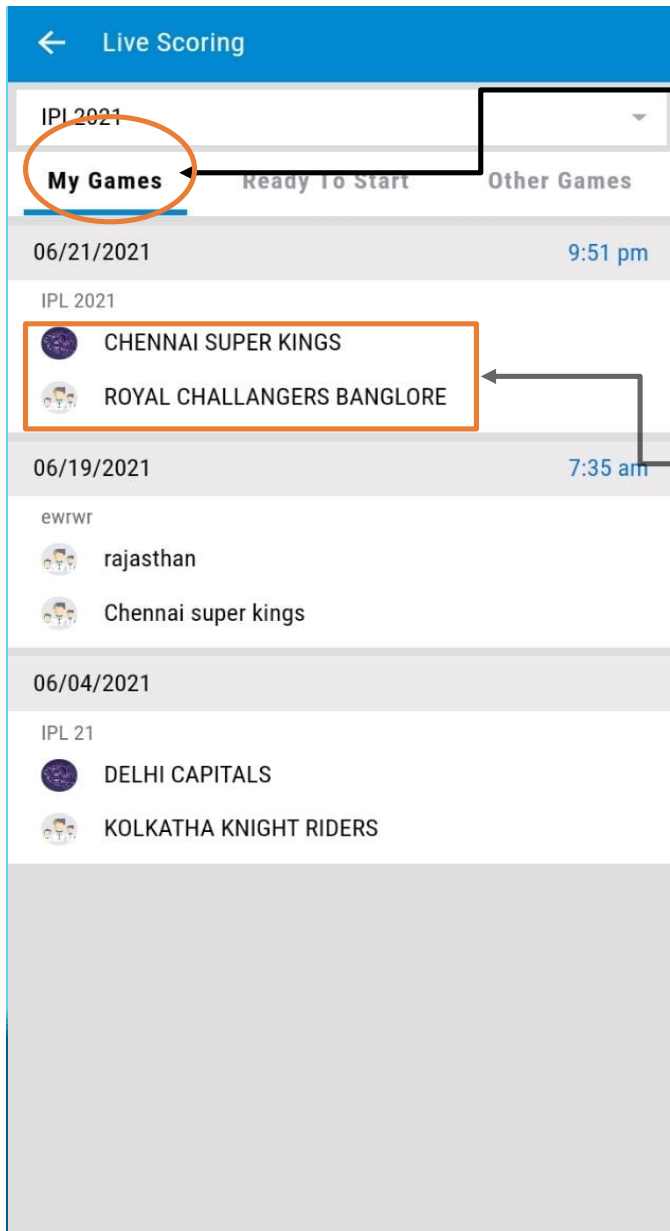 Live Scoring
IPL2021
My Games Ready To Start Other Games
06/21/2021 9:51 pm
IPL 2021
CHENNAI SUPER KINGS
ROYAL CHALLANGERS BANGLORE
06/19/2021 7:35 am
ewrwr
rajasthan
Chennai super kings
06/04/2021
IPL 21
DELHI CAPITALS
KOLKATHA KNIGHT RIDERS